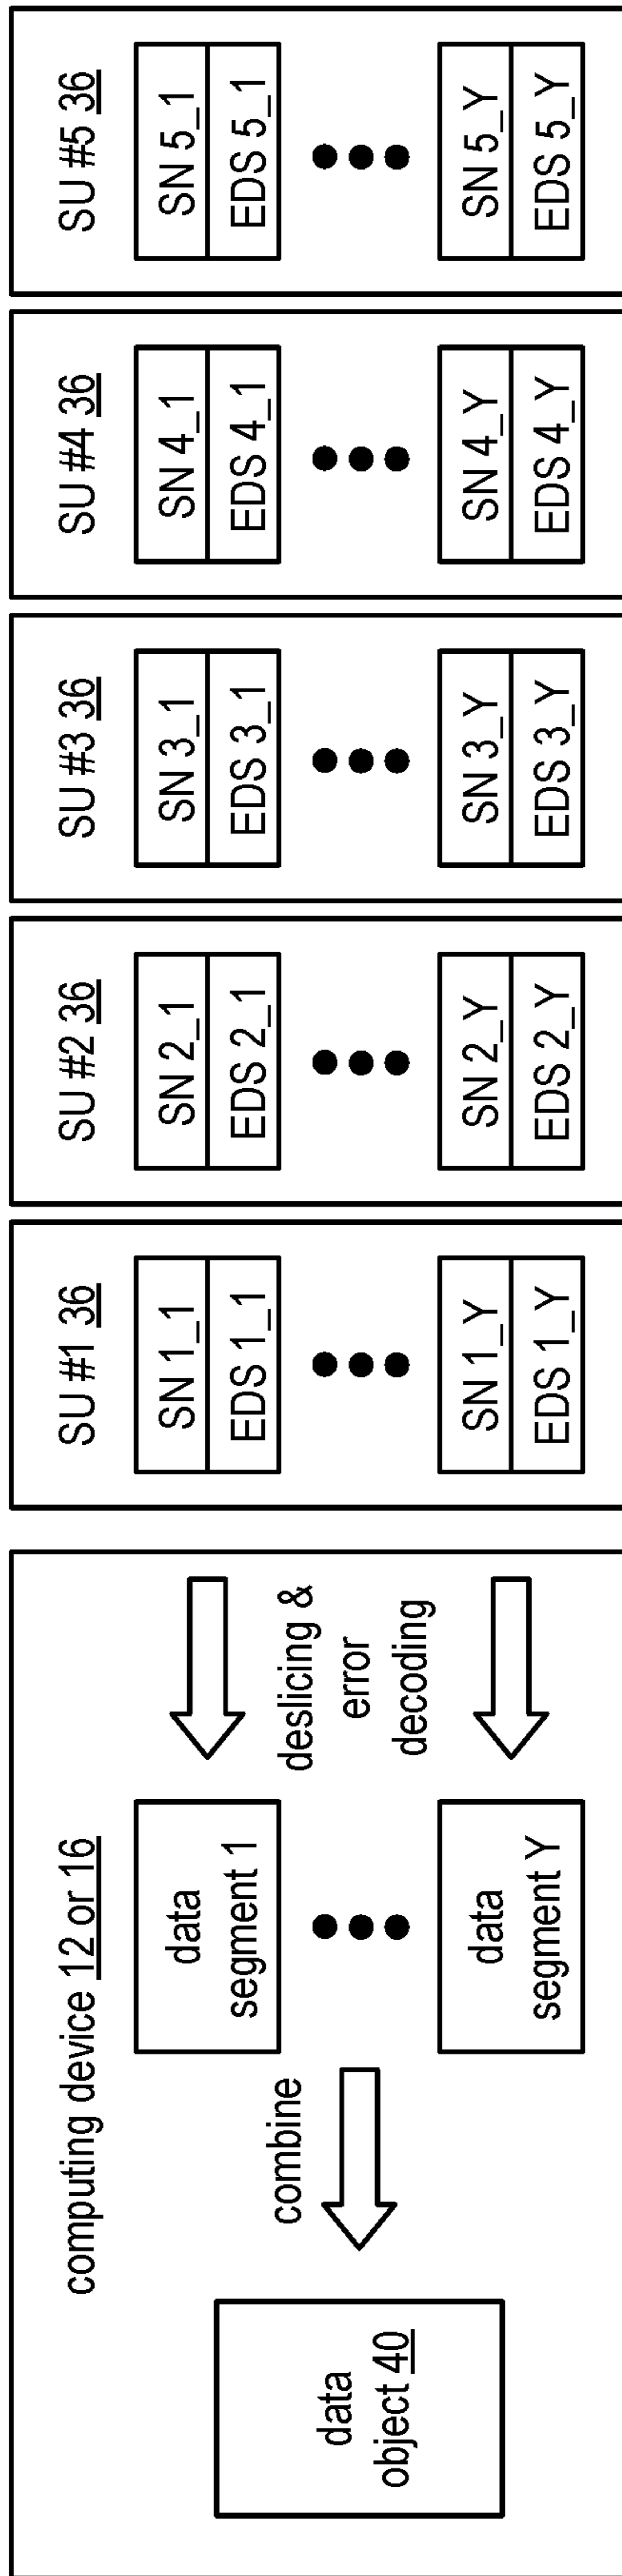 computing device 12 or 16
data
object 40
combine
data
segment 1
data
segment Y
deslicing &
error
decoding
SU #1 36
SN 1_1
EDS 1_1
SN 1_Y
EDS 1_Y
SU #2 36
SN 2_1
EDS 2_1
SN 2_Y
EDS 2_Y
SU #3 36
SN 3_1
EDS 3_1
SN 3_Y
EDS 3_Y
SU #4 36
SN 4_1
EDS 4_1
SN 4_Y
EDS 4_Y
SU #5 36
SN 5_1
EDS 5_1
SN 5_Y
EDS 5_Y